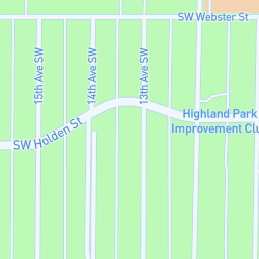 SW Webster St
15th Ave SW
14th Ave SW
13th Ave SW
Highland Park
Improvement Clu
SW Holden St